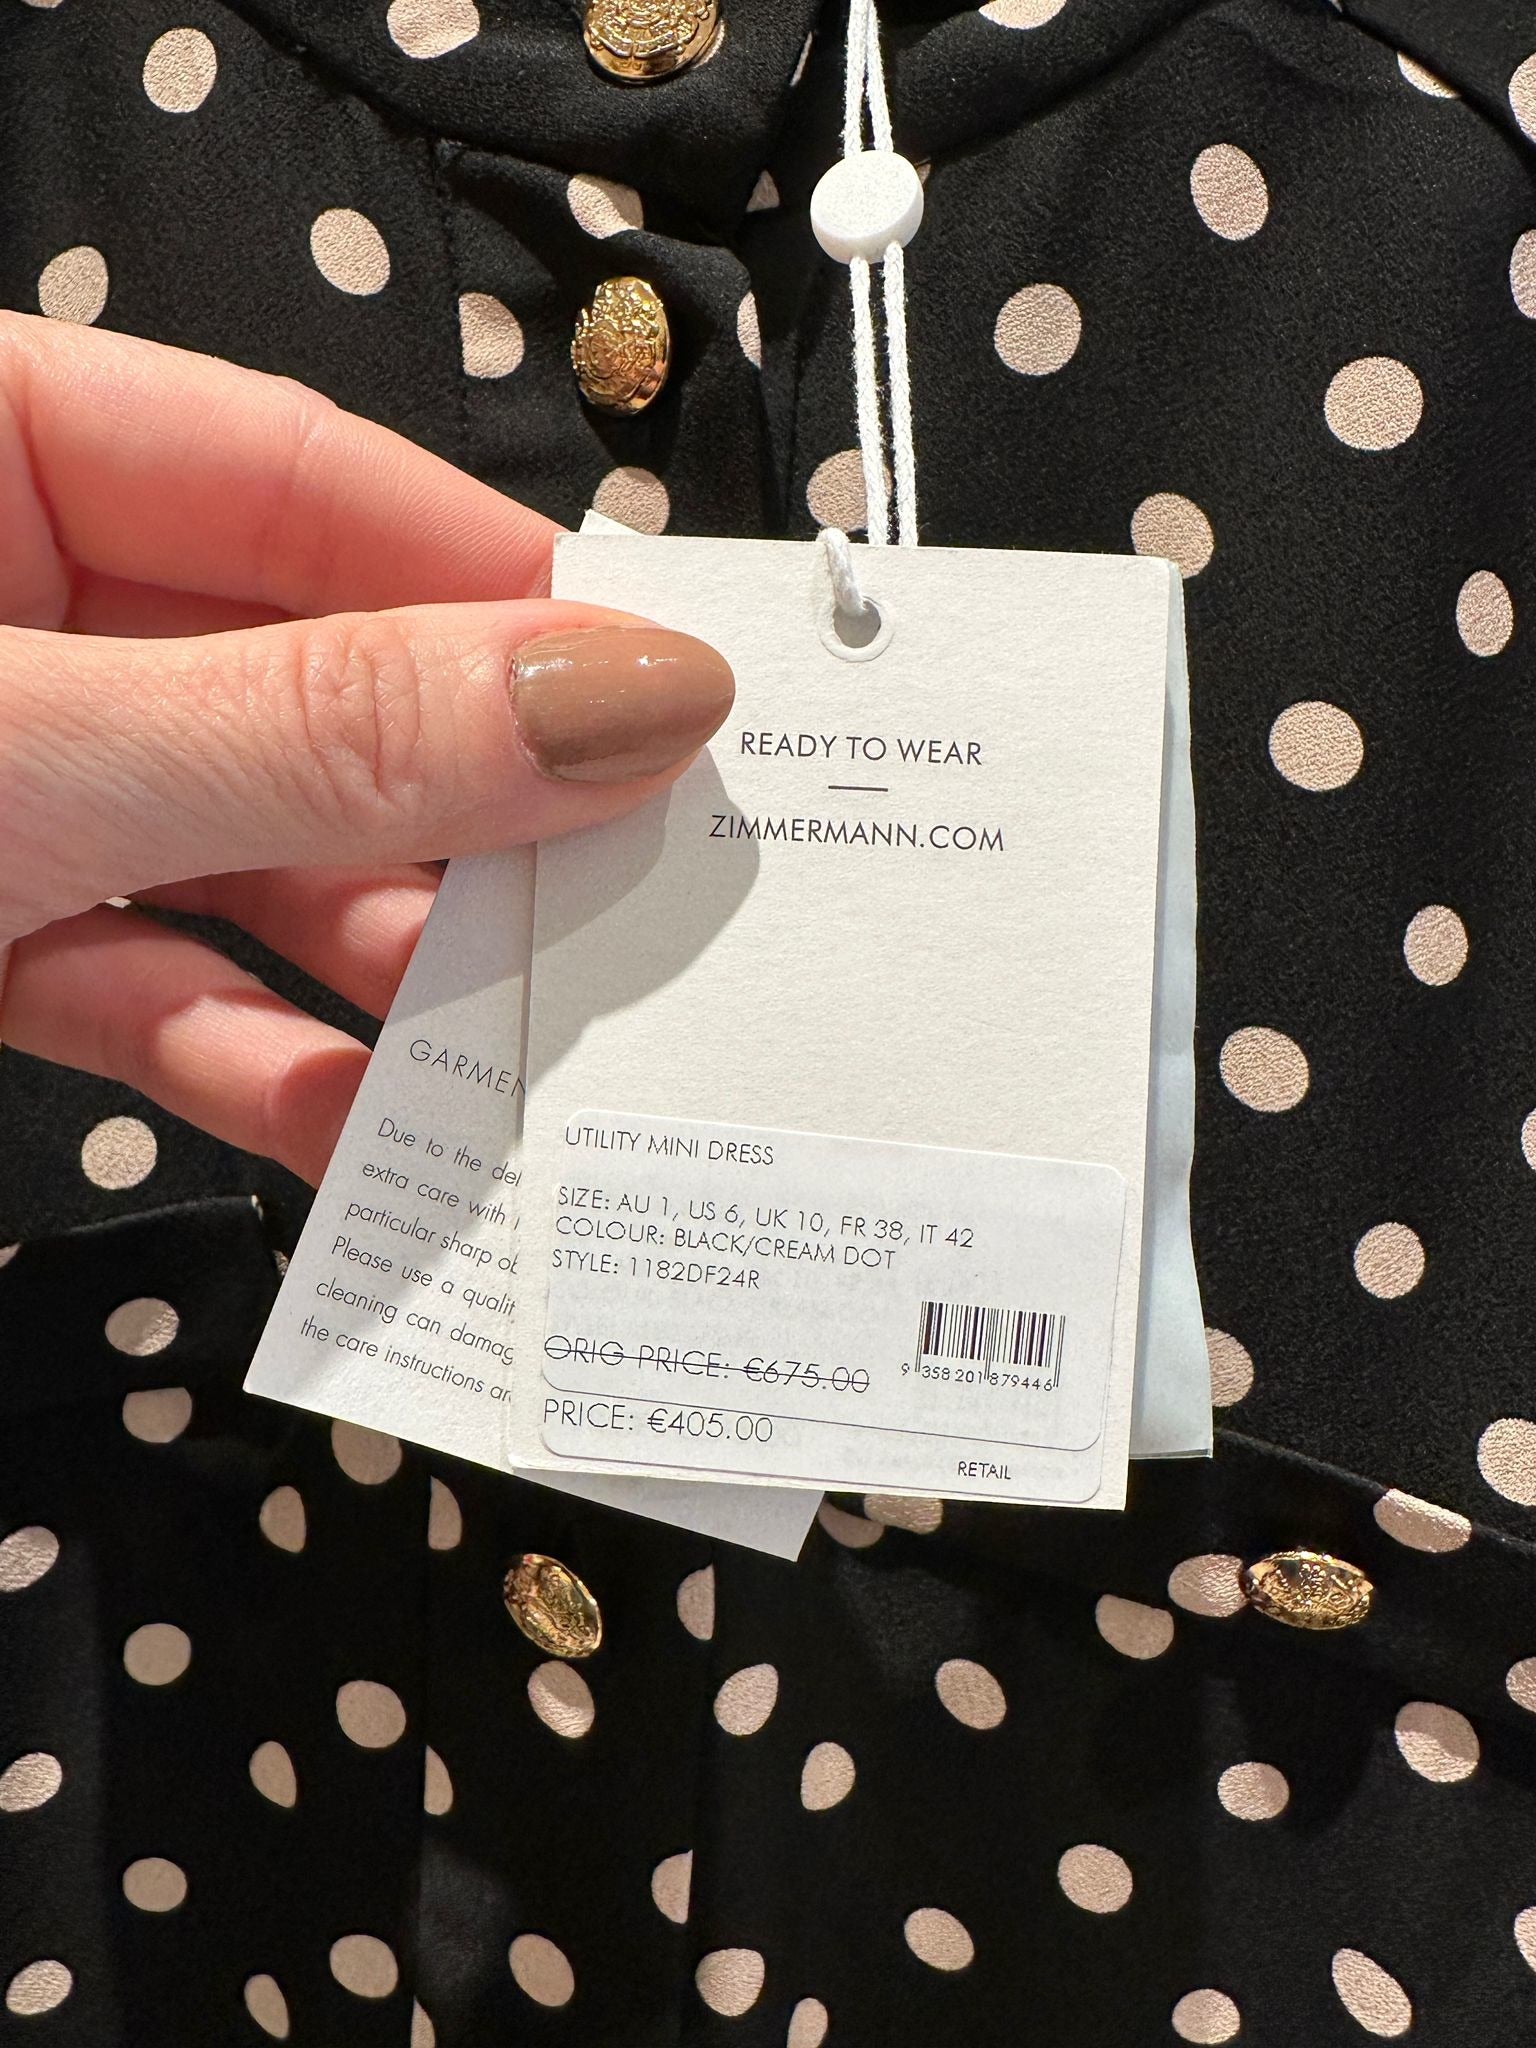 READY TO WEAR
ZIMMERMANN.COM
GARMEN
Due to the del
extra care with
particular sharp ob
Please use a qualit
cleaning can damag
the care instructions ar
UTILITY MINI DRESS
SIZE: AU 1, US 6, UK 10, FR 38, IT 42
COLOUR: BLACK/CREAM DOT
STYLE: 1182DF24R
ORIG PRICE: €675.00
9 358201 879446
PRICE: €405.00
RETAIL